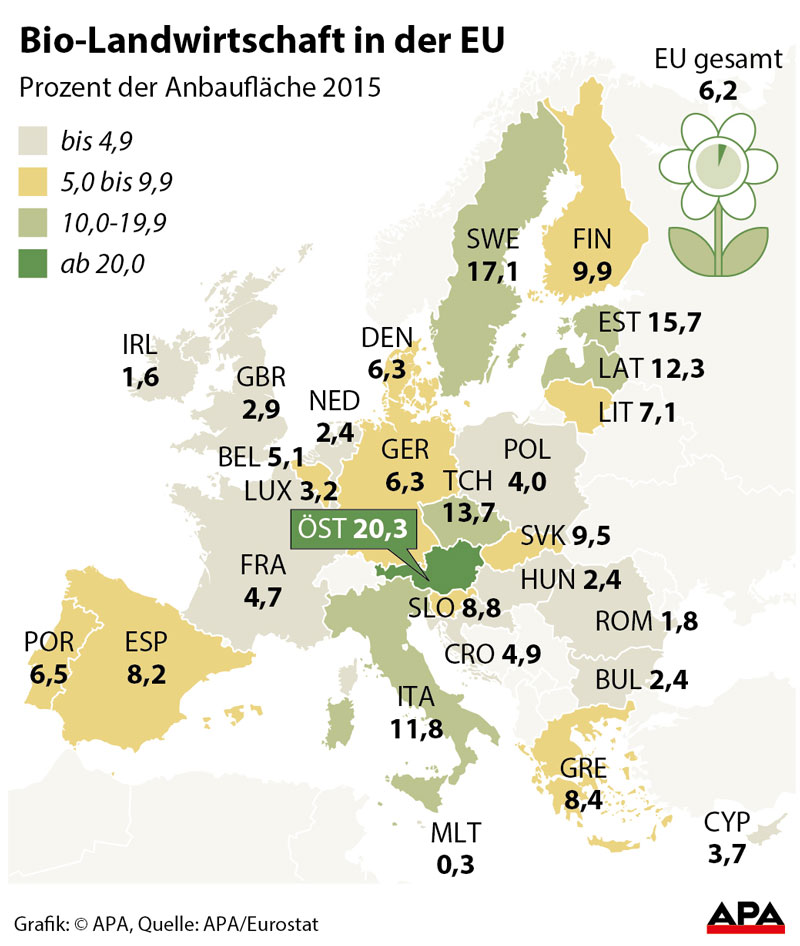 Bio-Landwirtschaft in der EU
Prozent der Anbaufläche 2015
EU gesamt
6,2
bis 4,9
5,0 bis 9,9
10,0-19,9
ab 20,0
SWE
17,1
FIN
9,9
EST 15,7
LAT 12,3
LIT 7,1
IRL
1,6
GBR
2,9
DEN
6,3
NED
2,4
BEL 5,1
LUX 3,2
GER
6,3
POL
4,0
TCH
13,7
ÖST 20,3
SVK 9,5
FRA
4,7
HUN 2,4
SLO 8,8
ROM 1,8
CRO 4,9
BUL 2,4
POR
6,5
ESP
8,2
ITA
11,8
GRE
8,4
MLT
0,3
CYP
3,7
Grafik: © APA, Quelle: APA/Eurostat
APA